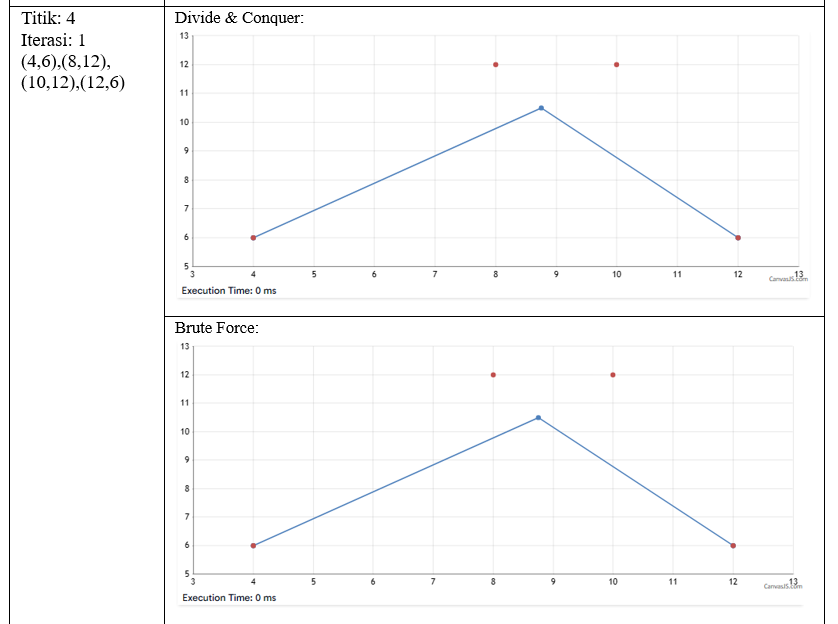 Titik: 4
Iterasi: 1
(4,6),(8,12),
(10,12),(12,6)
Divide & Conquer:
13
12
11
10
9
8
7
6
5
3 4 5 6 7 8 9 10 11 12 13
CanvasJS.com
Execution Time: 0 ms
Brute Force:
13
12
11
10
9
8
7
6
5
3 4 5 6 7 8 9 10 11 12 13
CanvasJS.com
Execution Time: 0 ms